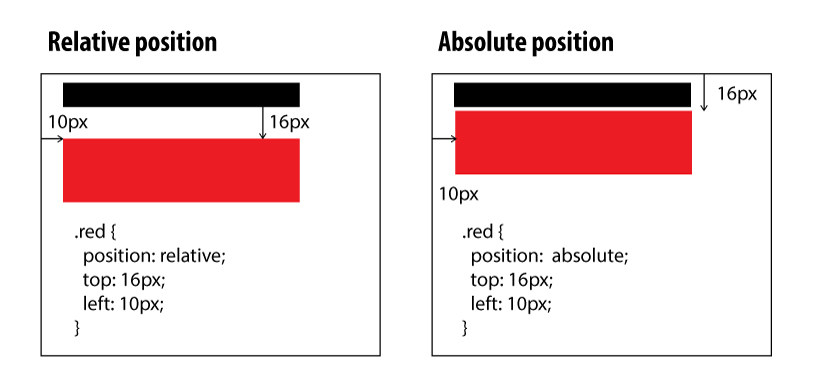 Relative position
10px
16px
.red {
position: relative;
top: 16px;
left: 10px;
}
Absolute position
16px
10px
.red {
position:  absolute;
top: 16px;
left: 10px;
}